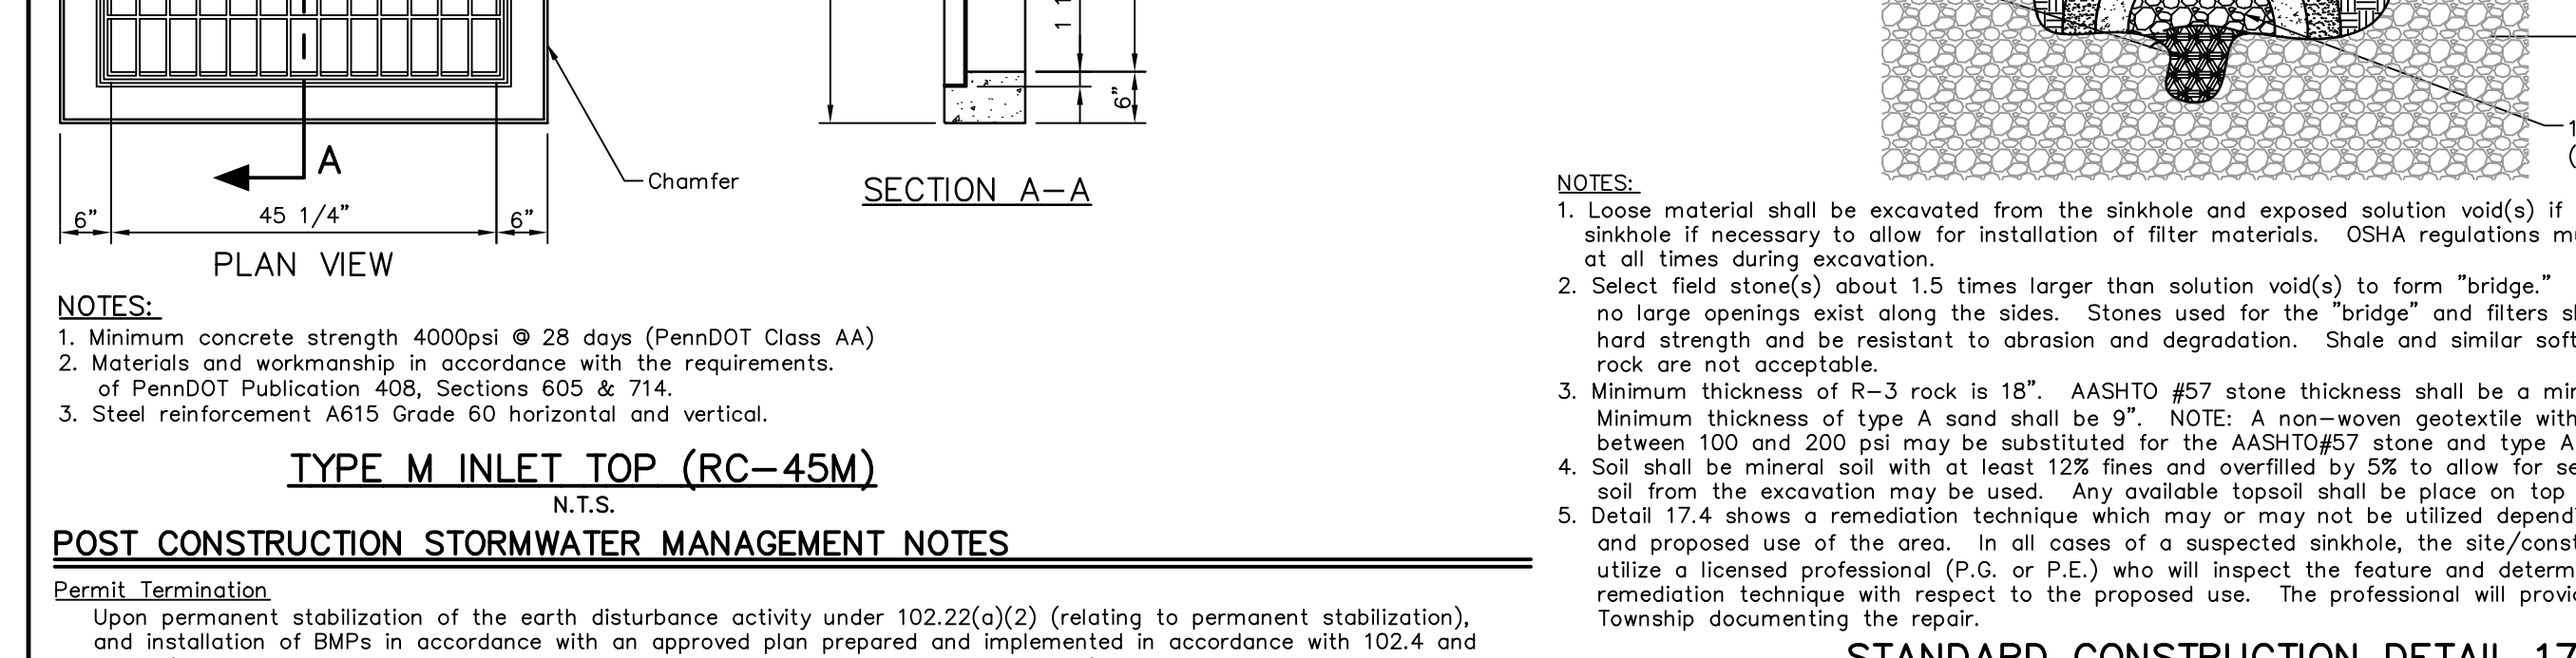 1 1
6"
A
Chamfer
SECTION A-A
6"
45 1/4"
6"
PLAN VIEW
NOTES:
1. Minimum concrete strength 4000psi @ 28 days (PennDOT Class AA)
2. Materials and workmanship in accordance with the requirements.
of PennDOT Publication 408, Sections 605 & 714.
3. Steel reinforcement A615 Grade 60 horizontal and vertical.
TYPE M INLET TOP (RC-45M)
N.T.S.
POST CONSTRUCTION STORMWATER MANAGEMENT NOTES
Permit Termination
Upon permanent stabilization of the earth disturbance activity under 102.22(a)(2) (relating to permanent stabilization),
and installation of BMPs in accordance with an approved plan prepared and implemented in accordance with 102.4 and
1
(
NOTES:
1. Loose material shall be excavated from the sinkhole and exposed solution void(s) if
sinkhole if necessary to allow for installation of filter materials. OSHA regulations
at all times during excavation.
2. Select field stone(s) about 1.5 times larger than solution void(s) to form "bridge."
no large openings exist along the sides. Stones used for the "bridge" and filters
hard strength and be resistant to abrasion and degradation. Shale and similar soft
rock are not acceptable.
3. Minimum thickness of R-3 rock is 18". AASHTO #57 stone thickness shall be a
Minimum thickness of type A sand shall be 9". NOTE: A non-woven geotextile with
between 100 and 200 psi may be substituted for the AASHTO#57 stone and type A
4. Soil shall be mineral soil with at least 12% fines and overfilled by 5% to allow for
soil from the excavation may be used. Any available topsoil shall be place on top
5. Detail 17.4 shows a remediation technique which may or may not be utilized
and proposed use of the area. In all cases of a suspected sinkhole, the
utilize a licensed professional (P.G. or P.E.) who will inspect the feature and
remediation technique with respect to the proposed use. The professional will
Township documenting the repair.
STANDARD CONSTRUCTION DETAIL 17